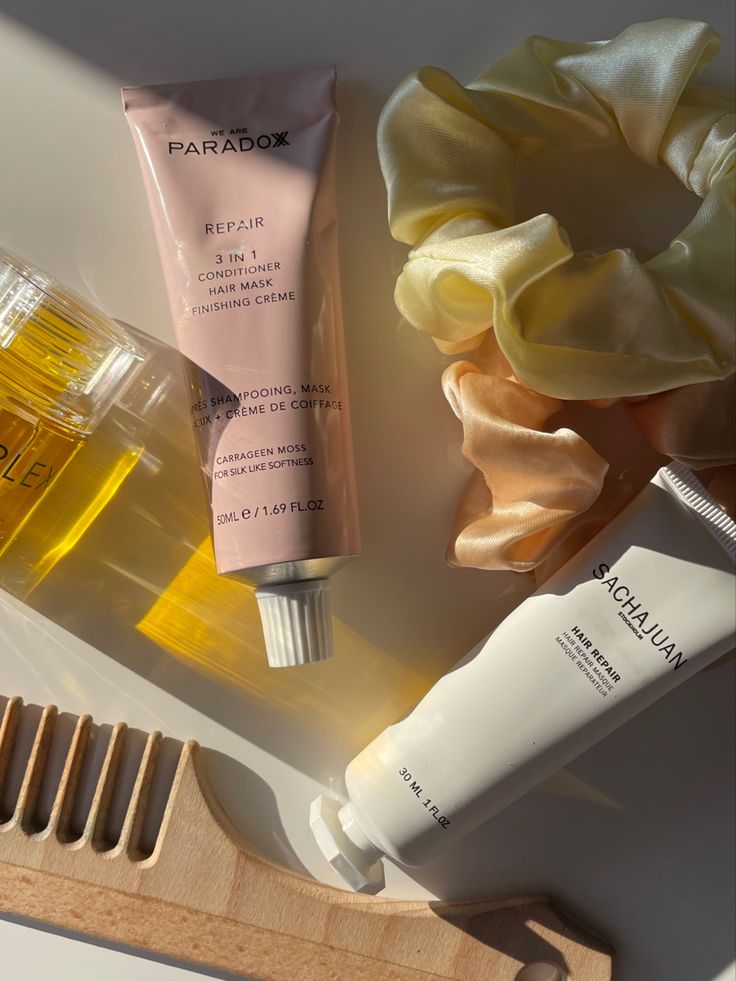 WE ARE
PARADOXX
REPAIR
3 IN 1
CONDITIONER
HAIR MASK
FINISHING CRÈME
SHAMPOOING, MASK
+ CRÈME DE COIFFAGE
CARRAGEEN MOSS
FOR SILK LIKE SOFTNESS
50ML e / 1.69 FL.OZ
PLEX
SACHAJUAN
STOCKHOLM
HAIR REPAIR
HAIR REPAIR MASQUE
MASQUE REPARATEUR
30 ML 1 FL.OZ